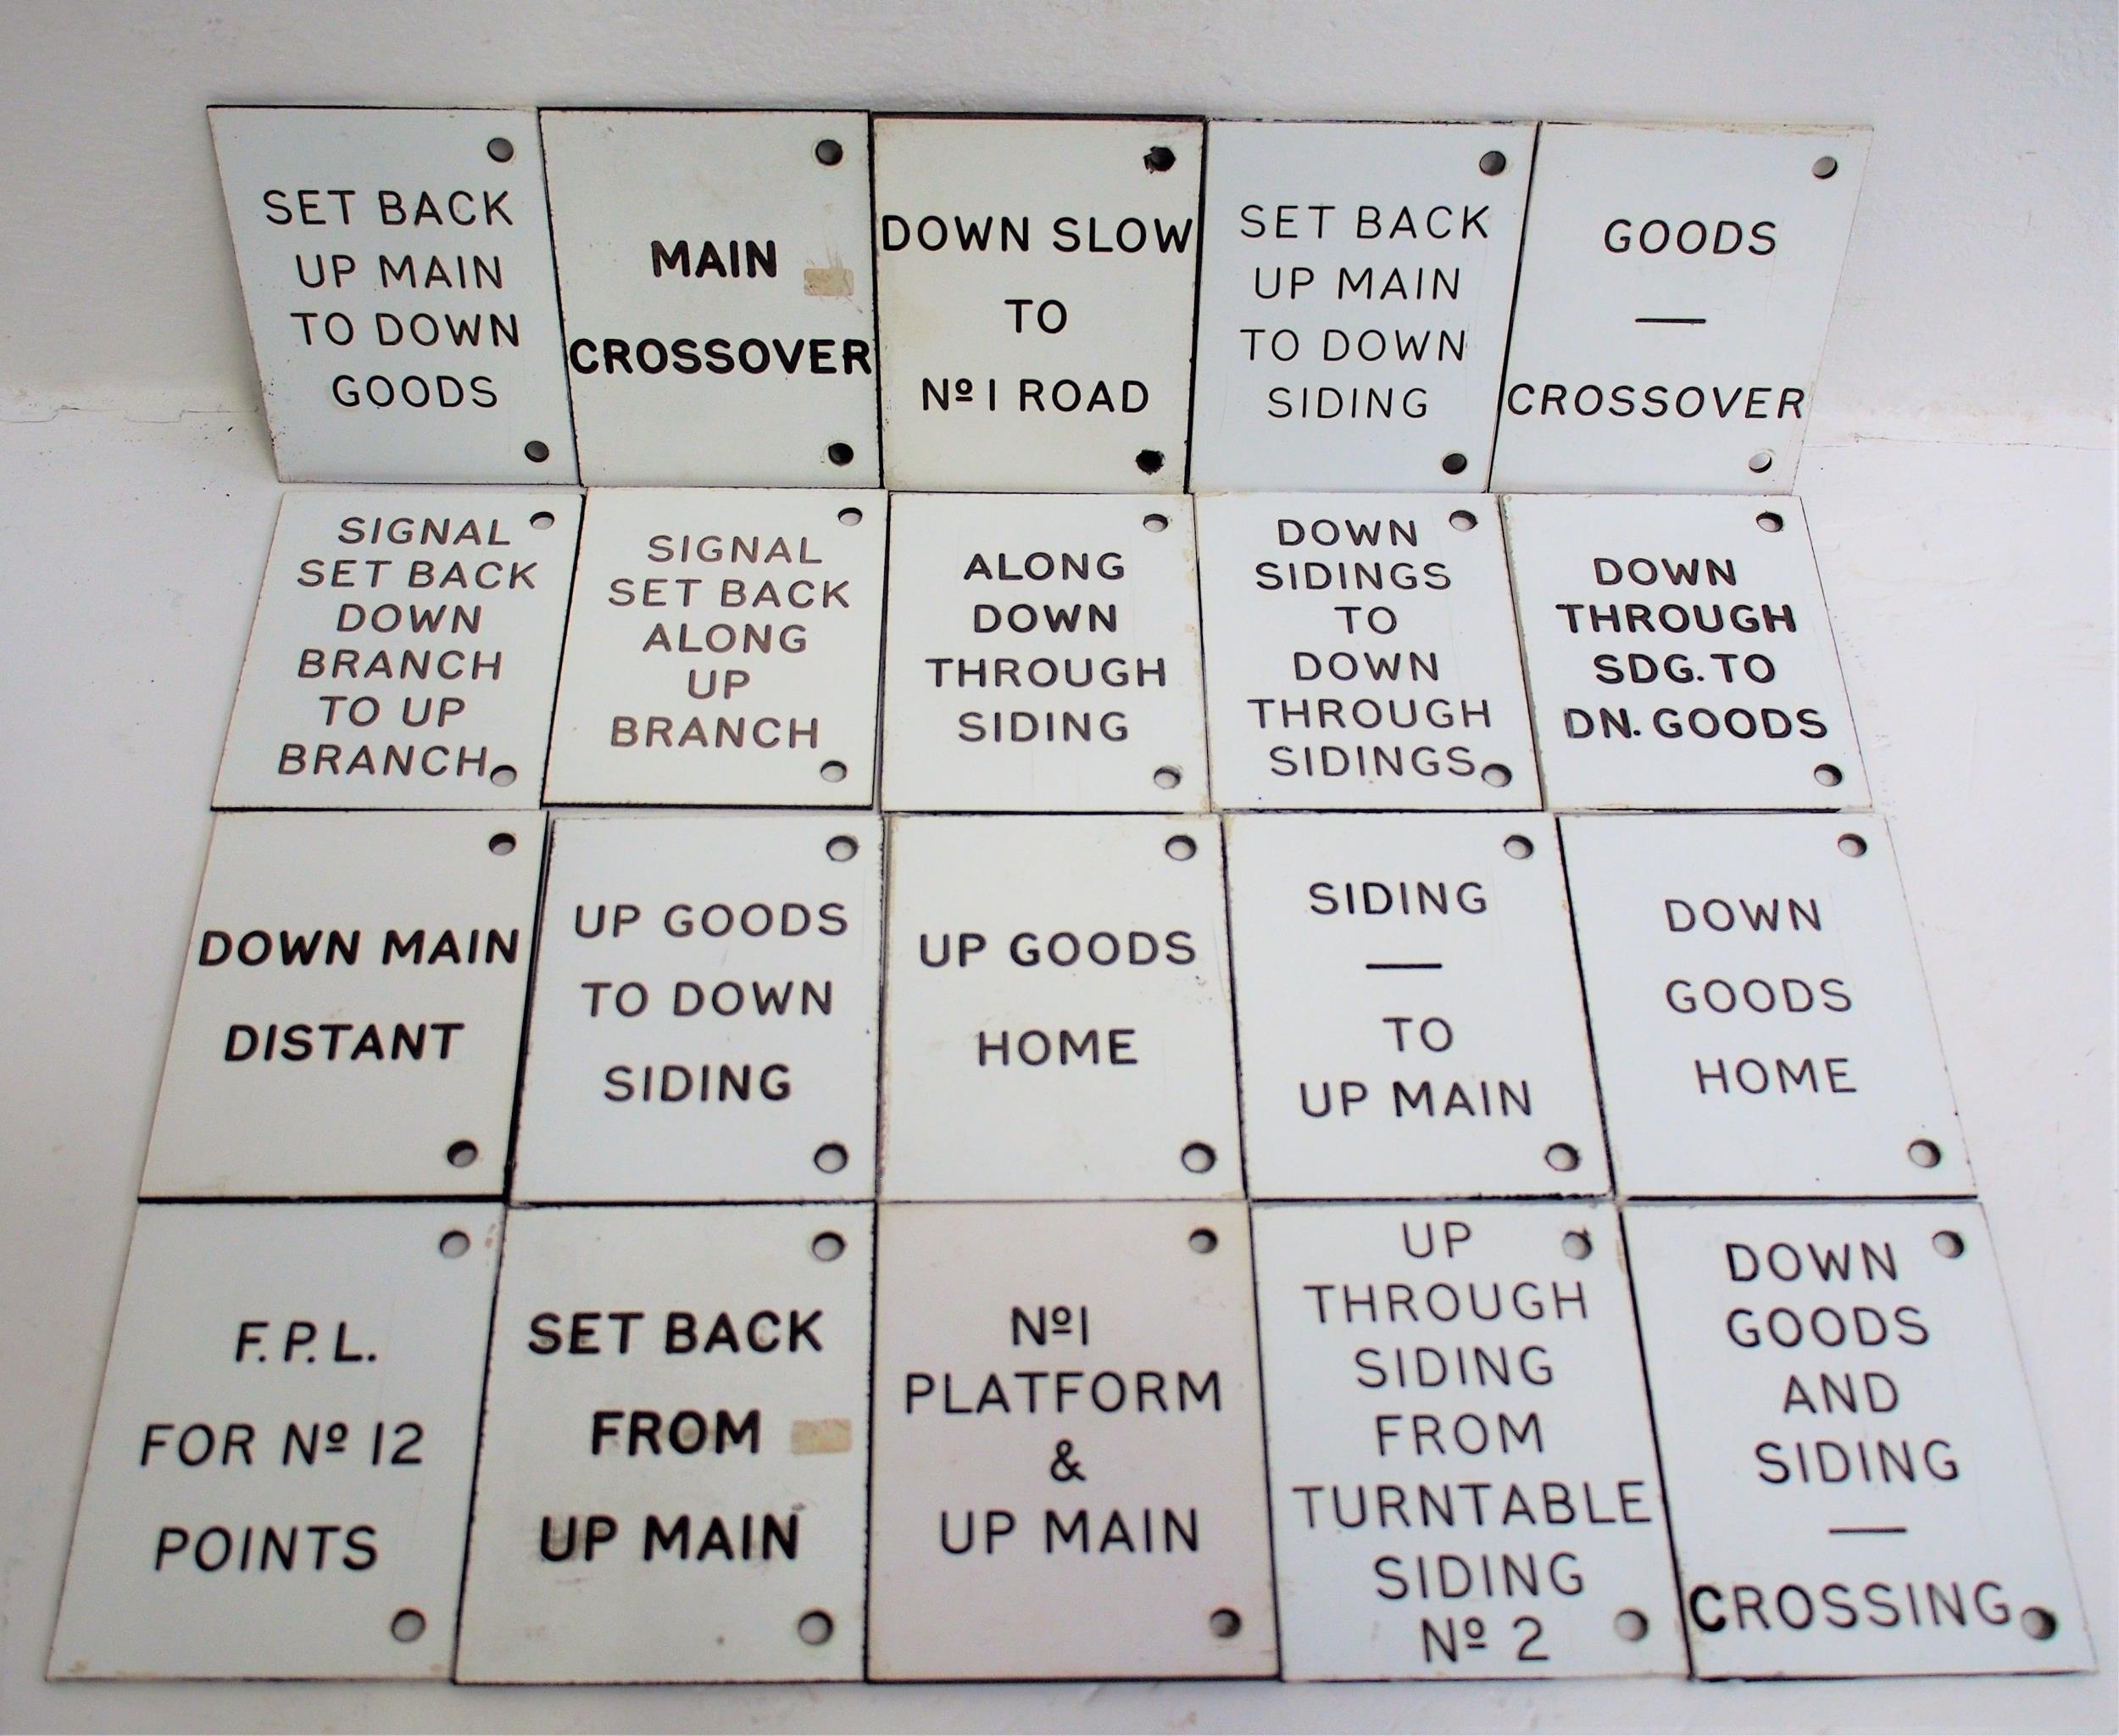 SET BACK
UP MAIN
TO DOWN
GOODS
MAIN
CROSSOVER
DOWN SLOW
TO
Nº 1 ROAD
SET BACK
UP MAIN
TO DOWN
SIDING
GOODS
—
CROSSOVER
SIGNAL
SET BACK
DOWN
BRANCH
TO UP
BRANCH
SIGNAL
SET BACK
ALONG
UP
BRANCH
ALONG
DOWN
THROUGH
SIDING
DOWN
SIDINGS
TO
DOWN
THROUGH
SIDINGS
DOWN
THROUGH
SDG. TO
DN. GOODS
DOWN MAIN
DISTANT
UP GOODS
TO DOWN
SIDING
UP GOODS
HOME
SIDING
—
TO
UP MAIN
DOWN
GOODS
HOME
F.P.L.
FOR Nº 12
POINTS
SET BACK
FROM
UP MAIN
Nº1
PLATFORM
&
UP MAIN
UP
THROUGH
SIDING
FROM
TURNTABLE
SIDING
Nº 2
DOWN
GOODS
AND
SIDING
—
CROSSING